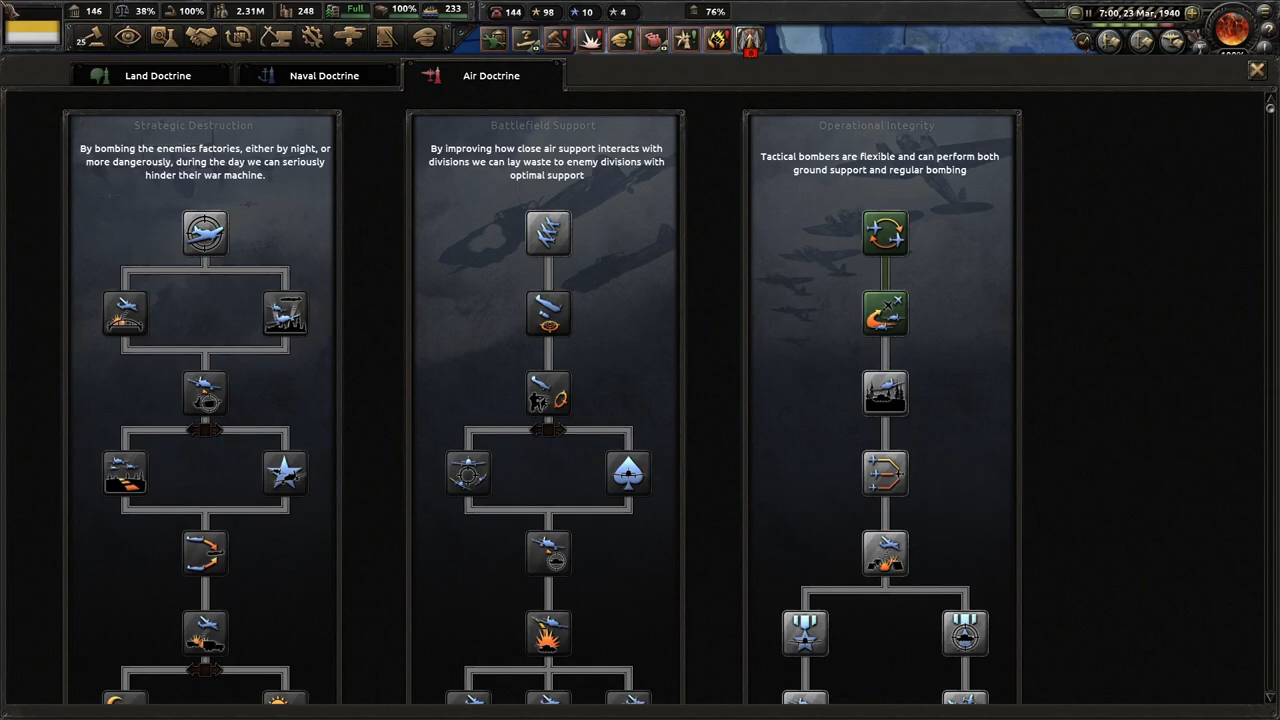 146 38% 100% 2.31M 248 Full 100% 233 144 98 10 4 76% 7:00, 23 Mar, 1940
25
100%
Land Doctrine
Naval Doctrine
Air Doctrine
Strategic Destruction
By bombing the enemies factories, either by night, or
more dangerously, during the day we can seriously
hinder their war machine.
Battlefield Support
By improving how close air support interacts with
divisions we can lay waste to enemy divisions with
optimal support
Operational Integrity
Tactical bombers are flexible and can perform both
ground support and regular bombing